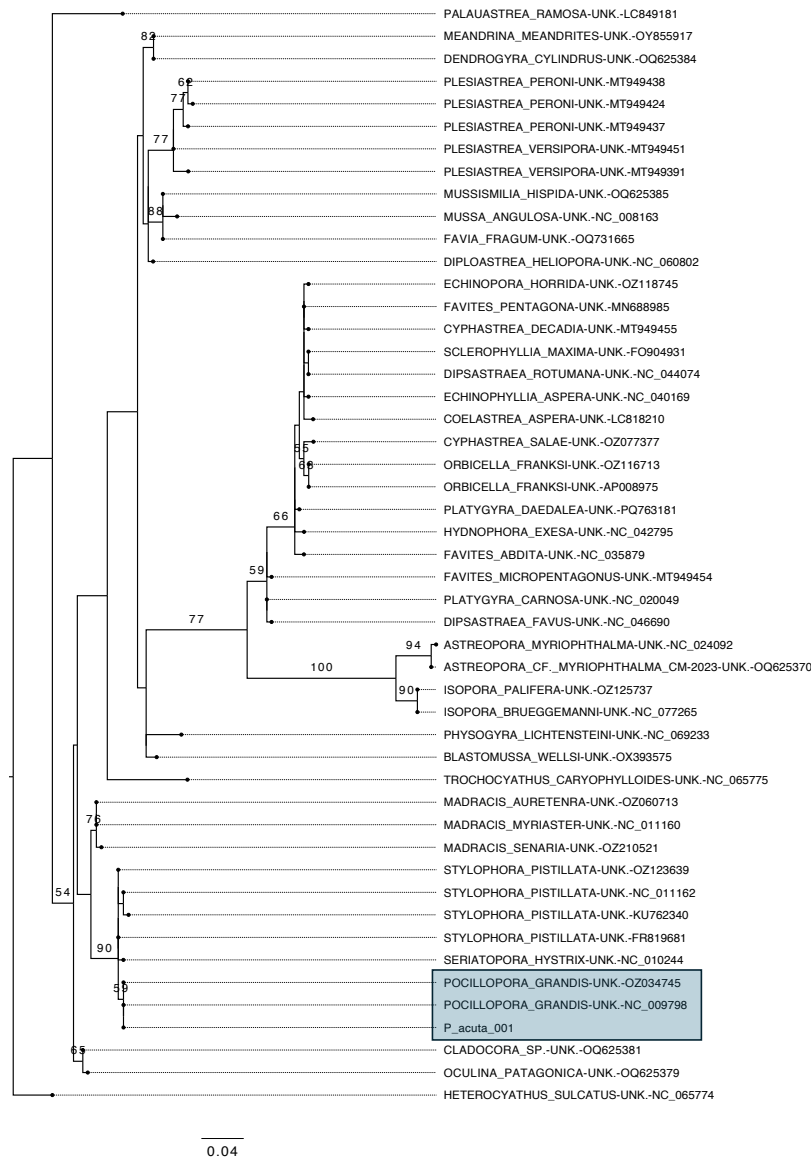 PALAUASTREA_RAMOSA-UNK.-LC849181
82
MEANDRINA_MEANDRITES-UNK.-OY855917
DENDROGYRA_CYLINDRUS-UNK.-OQ625384
62
PLESIASTREA_PERONI-UNK.-MT949438
77
PLESIASTREA_PERONI-UNK.-MT949424
PLESIASTREA_PERONI-UNK.-MT949437
77
PLESIASTREA_VERSIPORA-UNK.-MT949451
PLESIASTREA_VERSIPORA-UNK.-MT949391
MUSSISMILIA_HISPIDA-UNK.-OQ625385
88
MUSSA_ANGULOSA-UNK.-NC_008163
FAVIA_FRAGUM-UNK.-OQ731665
DIPLOASTREA_HELIOPORA-UNK.-NC_060802
ECHINOPORA_HORRIDA-UNK.-OZ118745
FAVITES_PENTAGONA-UNK.-MN688985
CYPHASTREA_DECADIA-UNK.-MT949455
SCLEROPHYLLIA_MAXIMA-UNK.-FO904931
DIPSASTRAEA_ROTUMANA-UNK.-NC_044074
ECHINOPHYLLIA_ASPERA-UNK.-NC_040169
COELASTREA_ASPERA-UNK.-LC818210
CYPHASTREA_SALAE-UNK.-OZ077377
55
ORBICELLA_FRANKSI-UNK.-OZ116713
68
ORBICELLA_FRANKSI-UNK.-AP008975
PLATYGYRA_DAEDALEA-UNK.-PQ763181
66
HYDNOPHORA_EXESA-UNK.-NC_042795
FAVITES_ABDITA-UNK.-NC_035879
59
FAVITES_MICROPENTAGONUS-UNK.-MT949454
PLATYGYRA_CARNOSA-UNK.-NC_020049
77
DIPSASTRAEA_FAVUS-UNK.-NC_046690
94
ASTREOPORA_MYRIOPHTHALMA-UNK.-NC_024092
100
ASTREOPORA_CF._MYRIOPHTHALMA_CM-2023-UNK.-OQ625370
90
ISOPORA_PALIFERA-UNK.-OZ125737
ISOPORA_BRUEGGEMANNI-UNK.-NC_077265
PHYSOGYRA_LICHTENSTEINI-UNK.-NC_069233
BLASTOMUSSA_WELLSI-UNK.-OX393575
TROCHOCYATHUS_CARYOPHYLLOIDES-UNK.-NC_065775
MADRACIS_AURETENRA-UNK.-OZ060713
76
MADRACIS_MYRIASTER-UNK.-NC_011160
MADRACIS_SENARIA-UNK.-OZ210521
STYLOPHORA_PISTILLATA-UNK.-OZ123639
54
STYLOPHORA_PISTILLATA-UNK.-NC_011162
STYLOPHORA_PISTILLATA-UNK.-KU762340
STYLOPHORA_PISTILLATA-UNK.-FR819681
90
SERIATOPORA_HYSTRIX-UNK.-NC_010244
POCILLOPORA_GRANDIS-UNK.-OZ034745
59
POCILLOPORA_GRANDIS-UNK.-NC_009798
P_acuta_001
65
CLADOCORA_SP.-UNK.-OQ625381
OCULINA_PATAGONICA-UNK.-OQ625379
HETEROCYATHUS_SULCATUS-UNK.-NC_065774
0.04